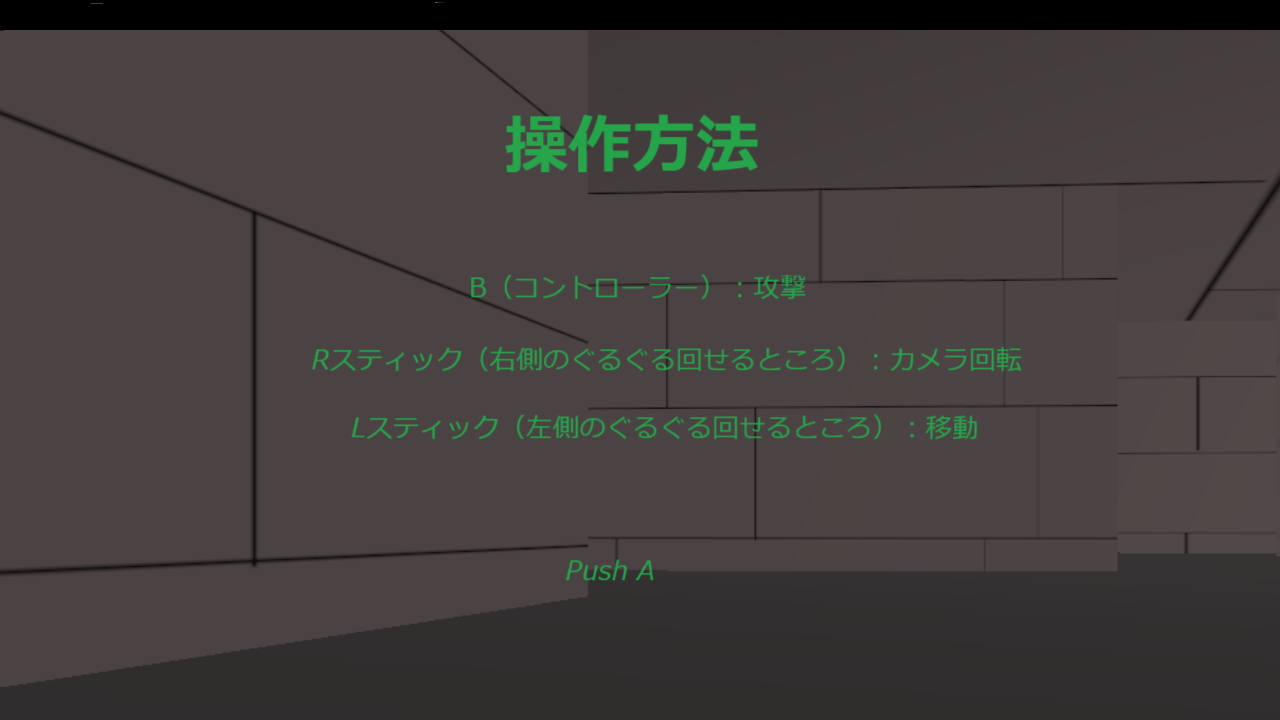 操作方法
B（コントローラー）：攻撃
Rスティック（右側のぐるぐる回せるところ）：カメラ回転
Lスティック（左側のぐるぐる回せるところ）：移動
Push A